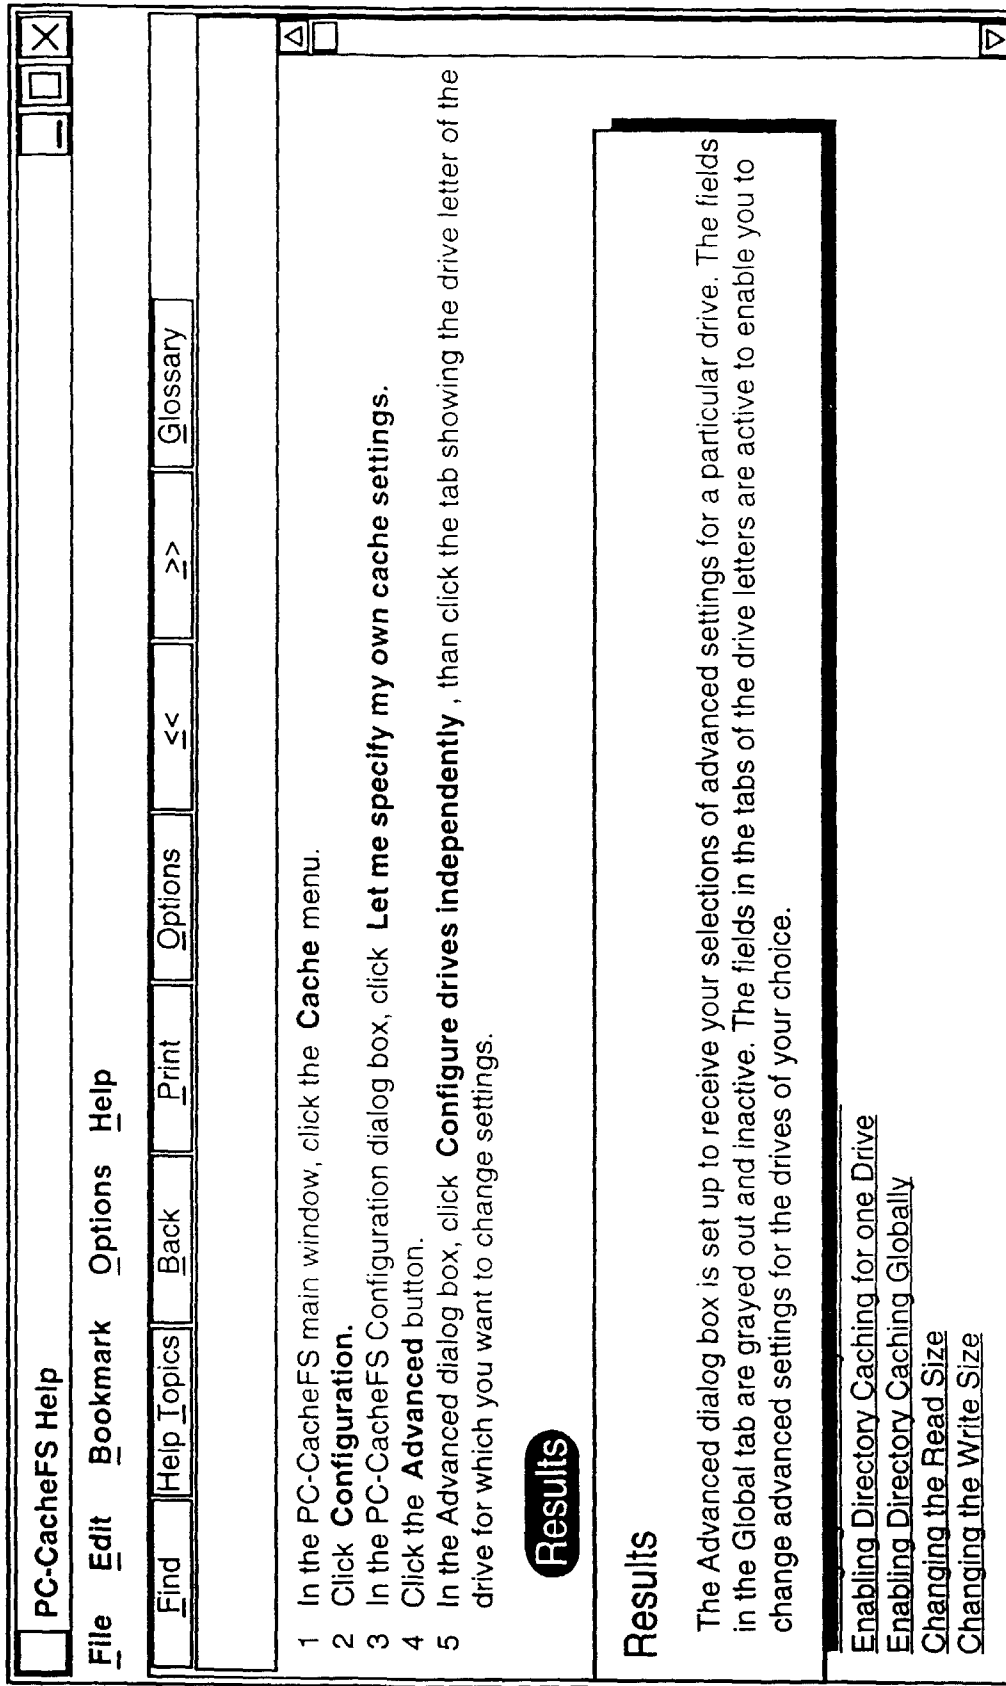 PC-CacheFS Help
File Edit Bookmark Options Help
Find Help Topics Back Print Options << >> Glossary
1 In the PC-CacheFS main window, click the Cache menu.
2 Click Configuration.
3 In the PC-CacheFS Configuration dialog box, click Let me specify my own cache settings.
4 Click the Advanced button.
5 In the Advanced dialog box, click Configure drives independently , than click the tab showing the drive letter of the
drive for which you want to change settings.
Results
Results
The Advanced dialog box is set up to receive your selections of advanced settings for a particular drive. The fields
in the Global tab are grayed out and inactive. The fields in the tabs of the drive letters are active to enable you to
change advanced settings for the drives of your choice.
Enabling Directory Caching for one Drive
Enabling Directory Caching Globally
Changing the Read Size
Changing the Write Size